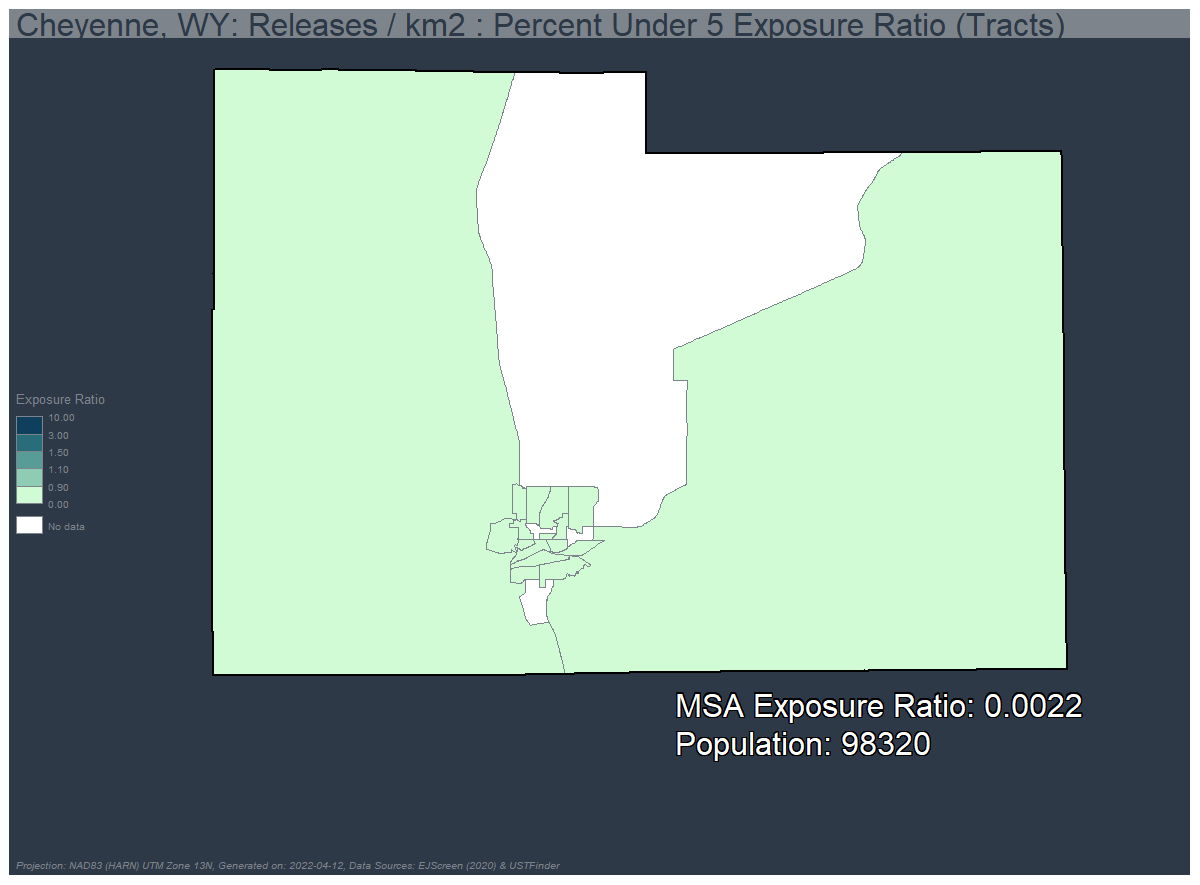 Cheyenne, WY: Releases / km2 : Percent Under 5 Exposure Ratio (Tracts)
Exposure Ratio
10.00
3.00
1.50
1.10
0.90
0.00
No data
MSA Exposure Ratio: 0.0022
Population: 98320
Projection: NAD83 (HARN) UTM Zone 13N, Generated on: 2022-04-12, Data Sources: EJScreen (2020) & USTFinder